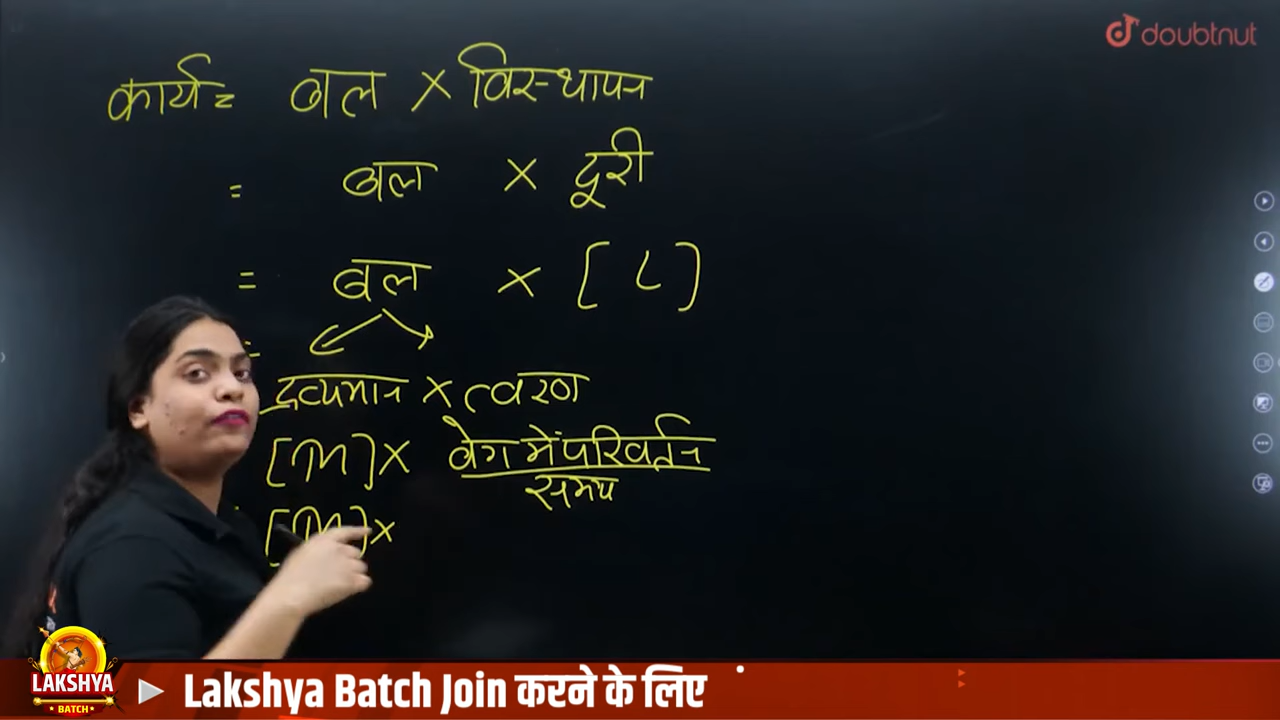 doubtnut
कार्य = बल × विस्थापन
= बल × दूरी
= बल × [L]
=
द्रव्यमान × त्वरण
[M] × वेग में परिवर्तन
समय
[M] ×
LAKSHYA
BATCH
Lakshya Batch Join करने के लिए